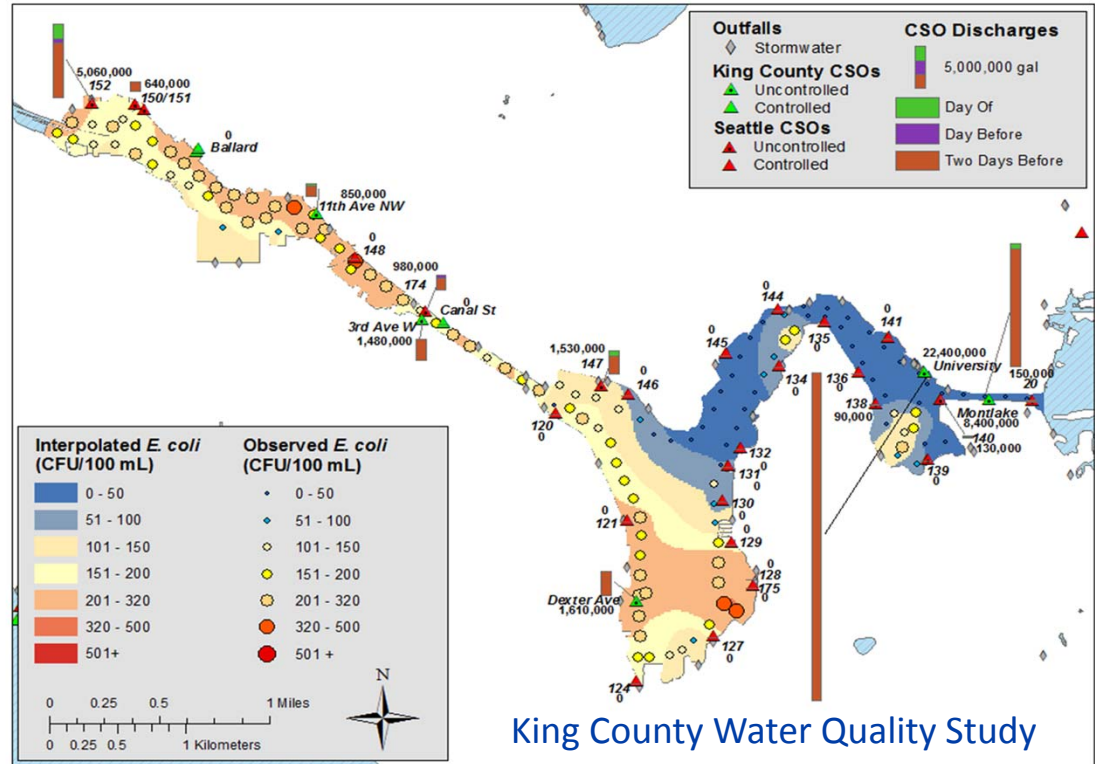 Outfalls
Stormwater
King County CSOs
Uncontrolled
Controlled
Seattle CSOs
Uncontrolled
Controlled
CSO Discharges
5,000,000 gal
Day Of
Day Before
Two Days Before
5,060,000
152
640,000
150/151
0
Ballard
850,000
11th Ave NW
0
148
980,000
174
0
Canal St
3rd Ave W
1,480,000
1,530,000
147
0
146
120
0
0
145
0
144
135
0
0
141
134
0
0
136
138
90,000
22,400,000
University
150,000
20
Montlake
8,400,000
140
130,000
139
0
132
0
131
0
130
0
0
129
0
121
0
128
175
0
Dexter Ave
1,610,000
127
0
124
0
Interpolated E. coli
(CFU/100 mL)
0 - 50
51 - 100
101 - 150
151 - 200
201 - 320
320 - 500
501+
Observed E. coli
(CFU/100 mL)
0 - 50
51 - 100
101 - 150
151 - 200
201 - 320
320 - 500
501 +
N
0 0.25 0.5 1 Miles
0 0.25 0.5 1 Kilometers
King County Water Quality Study